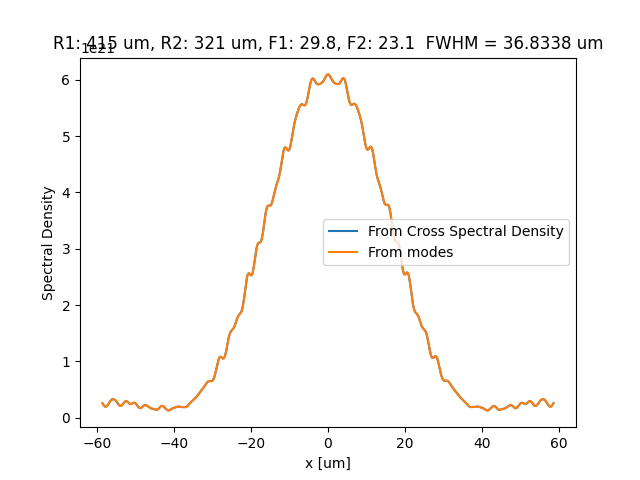 R1: 415 um, R2: 321 um, F1: 29.8, F2: 23.1  FWHM = 36.8338 um
1e21
6
5
4
3
2
1
0
Spectral Density
From Cross Spectral Density
From modes
−60
−40
−20
0
20
40
60
x [um]